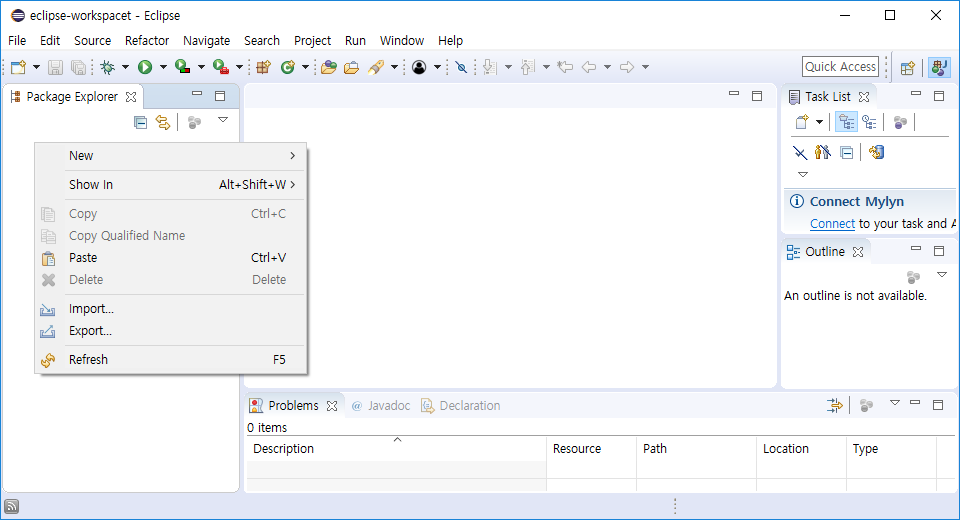 eclipse-workspacet - Eclipse
File Edit Source Refactor Navigate Search Project Run Window Help
Quick Access
Package Explorer
New
Show In Alt+Shift+W
Copy Ctrl+C
Copy Qualified Name
Paste Ctrl+V
Delete Delete
Import...
Export...
Refresh F5
Task List
Connect Mylyn
Connect to your task and A
Outline
An outline is not available.
Problems @ Javadoc Declaration
0 items
Description Resource Path Location Type